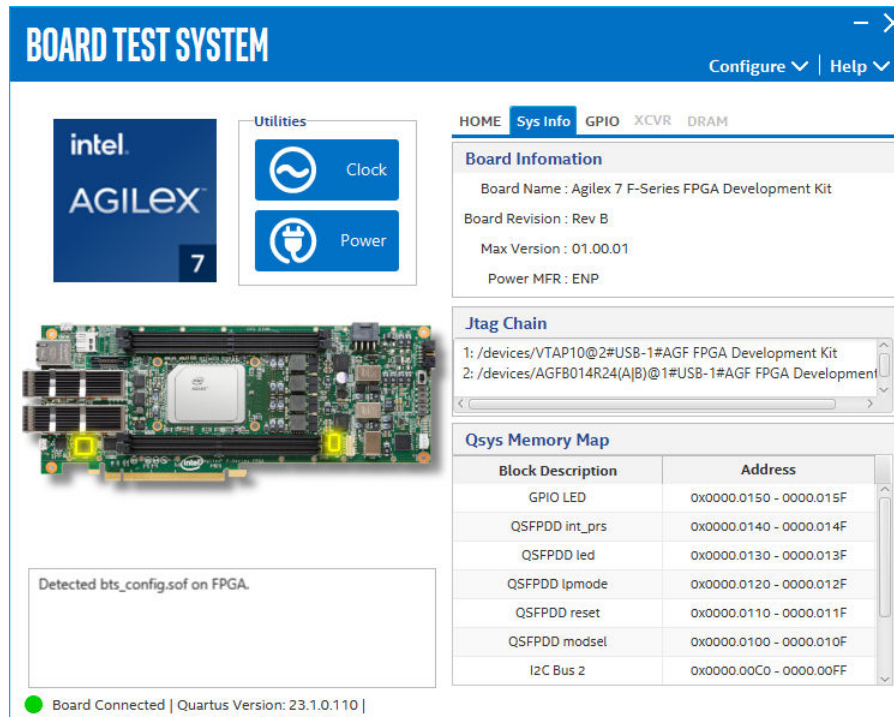 BOARD TEST SYSTEM
Configure
Help
intel.
AGILEX™
7
Utilities
Clock
Power
HOME Sys Info GPIO XCVR DRAM
Board Infomation
Board Name : Agilex 7 F-Series FPGA Development Kit
Board Revision : Rev B
Max Version : 01.00.01
Power MFR : ENP
Jtag Chain
1: /devices/VTAP10@2#USB-1#AGF FPGA Development Kit
2: /devices/AGFB014R24(A|B)@1#USB-1#AGF FPGA Development
Qsys Memory Map
Block Description Address
GPIO LED 0x0000.0150 - 0000.015F
QSFPDD int_prs 0x0000.0140 - 0000.014F
QSFPDD led 0x0000.0130 - 0000.013F
QSFPDD lpmode 0x0000.0120 - 0000.012F
QSFPDD reset 0x0000.0110 - 0000.011F
QSFPDD modsel 0x0000.0100 - 0000.010F
I2C Bus 2 0x0000.00C0 - 0000.00FF
intel
intel
Detected bts_config.sof on FPGA.
Board Connected | Quartus Version: 23.1.0.110 |